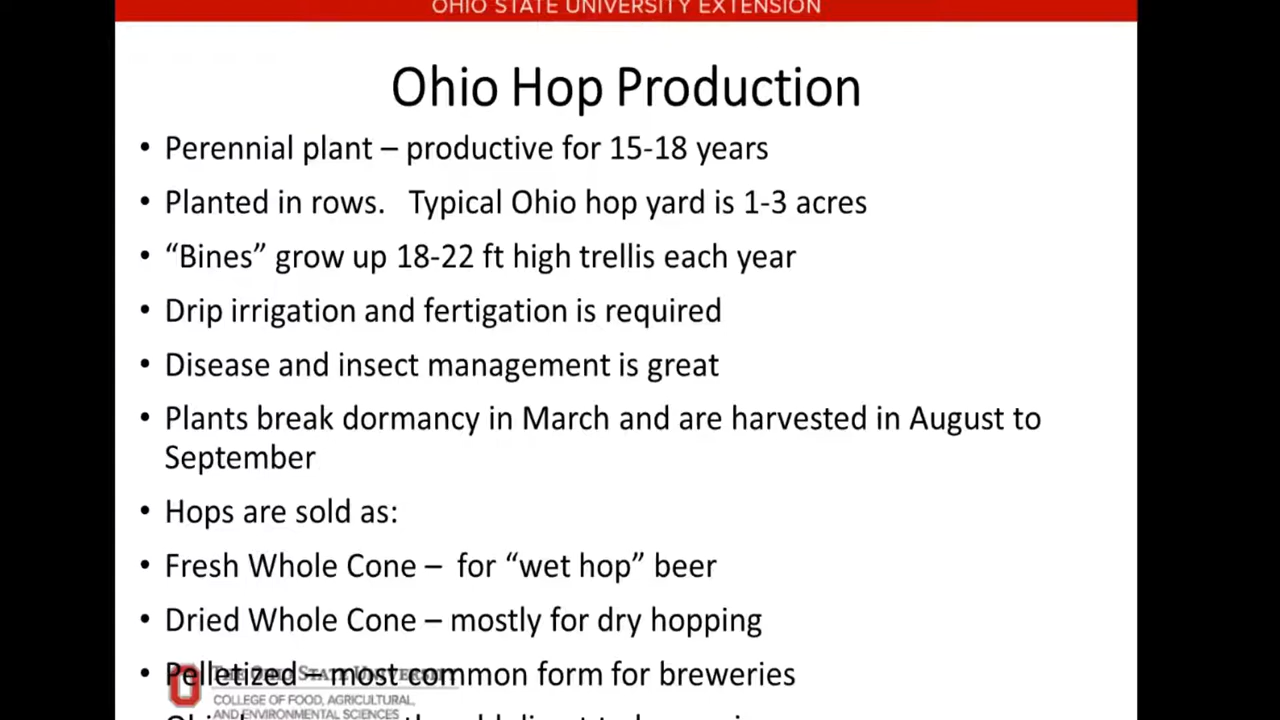 OHIO STATE UNIVERSITY EXTENSION
Ohio Hop Production
• Perennial plant – productive for 15-18 years
• Planted in rows. Typical Ohio hop yard is 1-3 acres
• “Bines” grow up 18-22 ft high trellis each year
• Drip irrigation and fertigation is required
• Disease and insect management is great
• Plants break dormancy in March and are harvested in August to
September
• Hops are sold as:
• Fresh Whole Cone – for “wet hop” beer
• Dried Whole Cone – mostly for dry hopping
• Pelletized – most common form for breweries
THE OHIO STATE UNIVERSITY
COLLEGE OF FOOD, AGRICULTURAL,
AND ENVIRONMENTAL SCIENCES